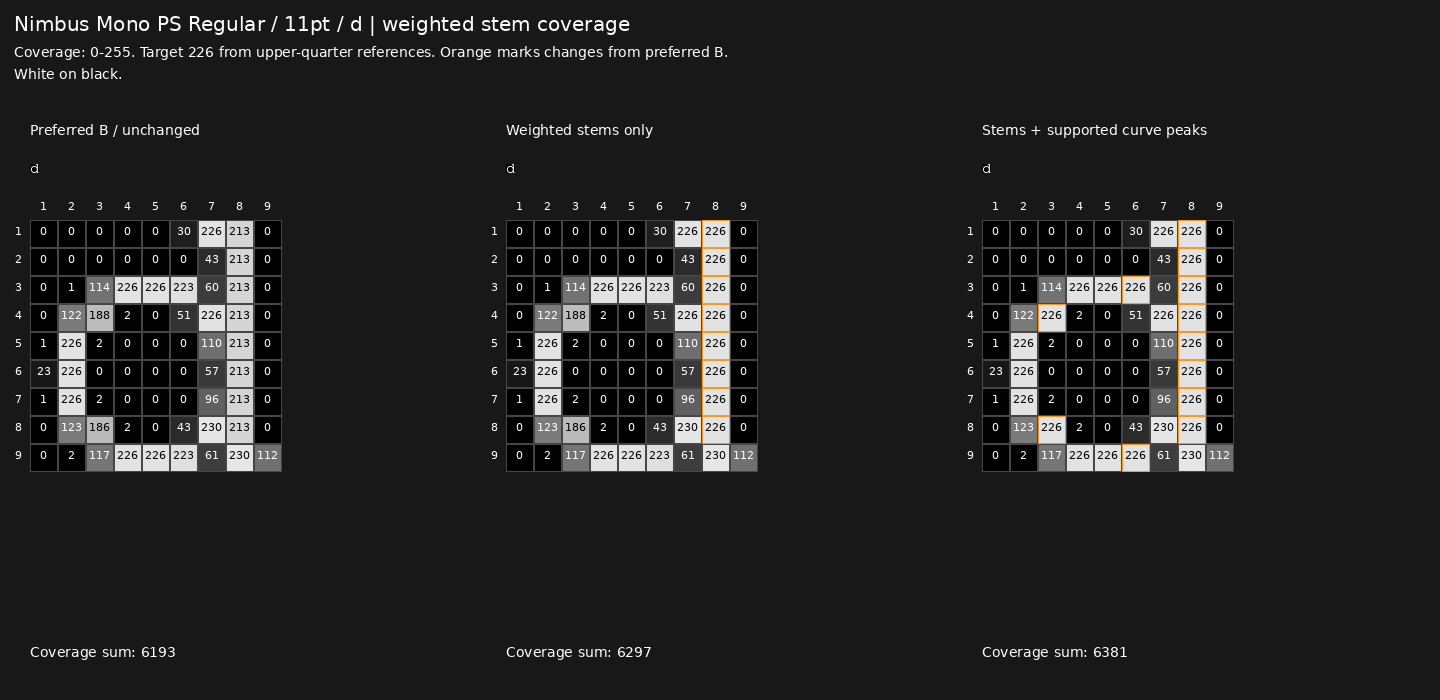 Nimbus Mono PS Regular / 11pt / d | weighted stem coverage
Coverage: 0-255. Target 226 from upper-quarter references. Orange marks changes from preferred B.
White on black.
Preferred B / unchanged
d
1 2 3 4 5 6 7 8 9
1 0 0 0 0 0 30 226 213 0
2 0 0 0 0 0 0 43 213 0
3 0 1 114 226 226 223 60 213 0
4 0 122 188 2 0 51 226 213 0
5 1 226 2 0 0 0 110 213 0
6 23 226 0 0 0 0 57 213 0
7 1 226 2 0 0 0 96 213 0
8 0 123 186 2 0 43 230 213 0
9 0 2 117 226 226 223 61 230 112
Coverage sum: 6193
Weighted stems only
d
1 2 3 4 5 6 7 8 9
1 0 0 0 0 0 30 226 226 0
2 0 0 0 0 0 0 43 226 0
3 0 1 114 226 226 223 60 226 0
4 0 122 188 2 0 51 226 226 0
5 1 226 2 0 0 0 110 226 0
6 23 226 0 0 0 0 57 226 0
7 1 226 2 0 0 0 96 226 0
8 0 123 186 2 0 43 230 226 0
9 0 2 117 226 226 223 61 230 112
Coverage sum: 6297
Stems + supported curve peaks
d
1 2 3 4 5 6 7 8 9
1 0 0 0 0 0 30 226 226 0
2 0 0 0 0 0 0 43 226 0
3 0 1 114 226 226 226 60 226 0
4 0 122 226 2 0 51 226 226 0
5 1 226 2 0 0 0 110 226 0
6 23 226 0 0 0 0 57 226 0
7 1 226 2 0 0 0 96 226 0
8 0 123 226 2 0 43 230 226 0
9 0 2 117 226 226 226 61 230 112
Coverage sum: 6381